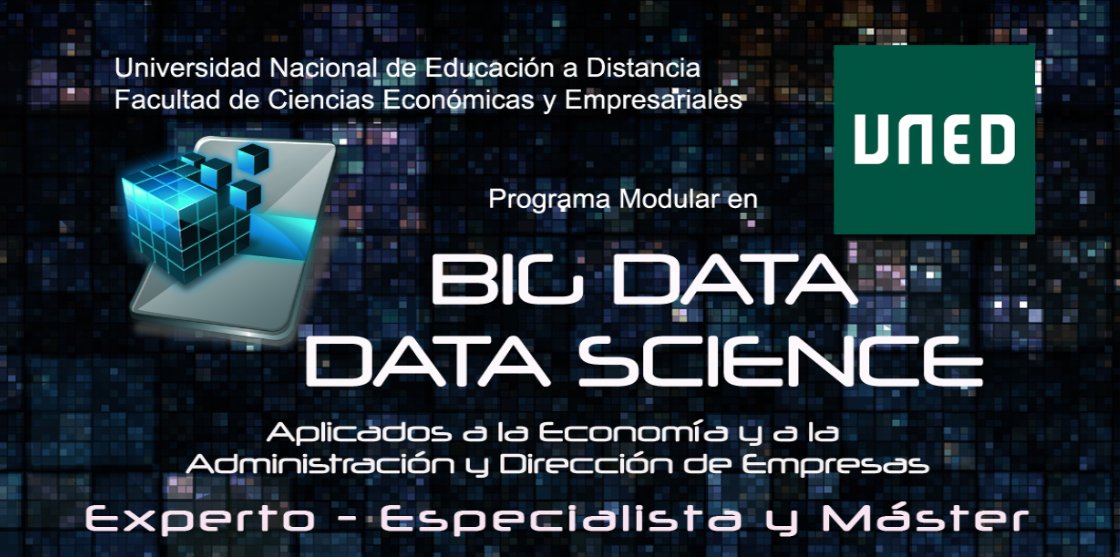 Universidad Nacional de Educación a Distancia
Facultad de Ciencias Económicas y Empresariales
UNED
Programa Modular en
BIG DATA
DATA SCIENCE
Aplicados a la Economía y a la
Administración y Dirección de Empresas
Experto - Especialista y Máster